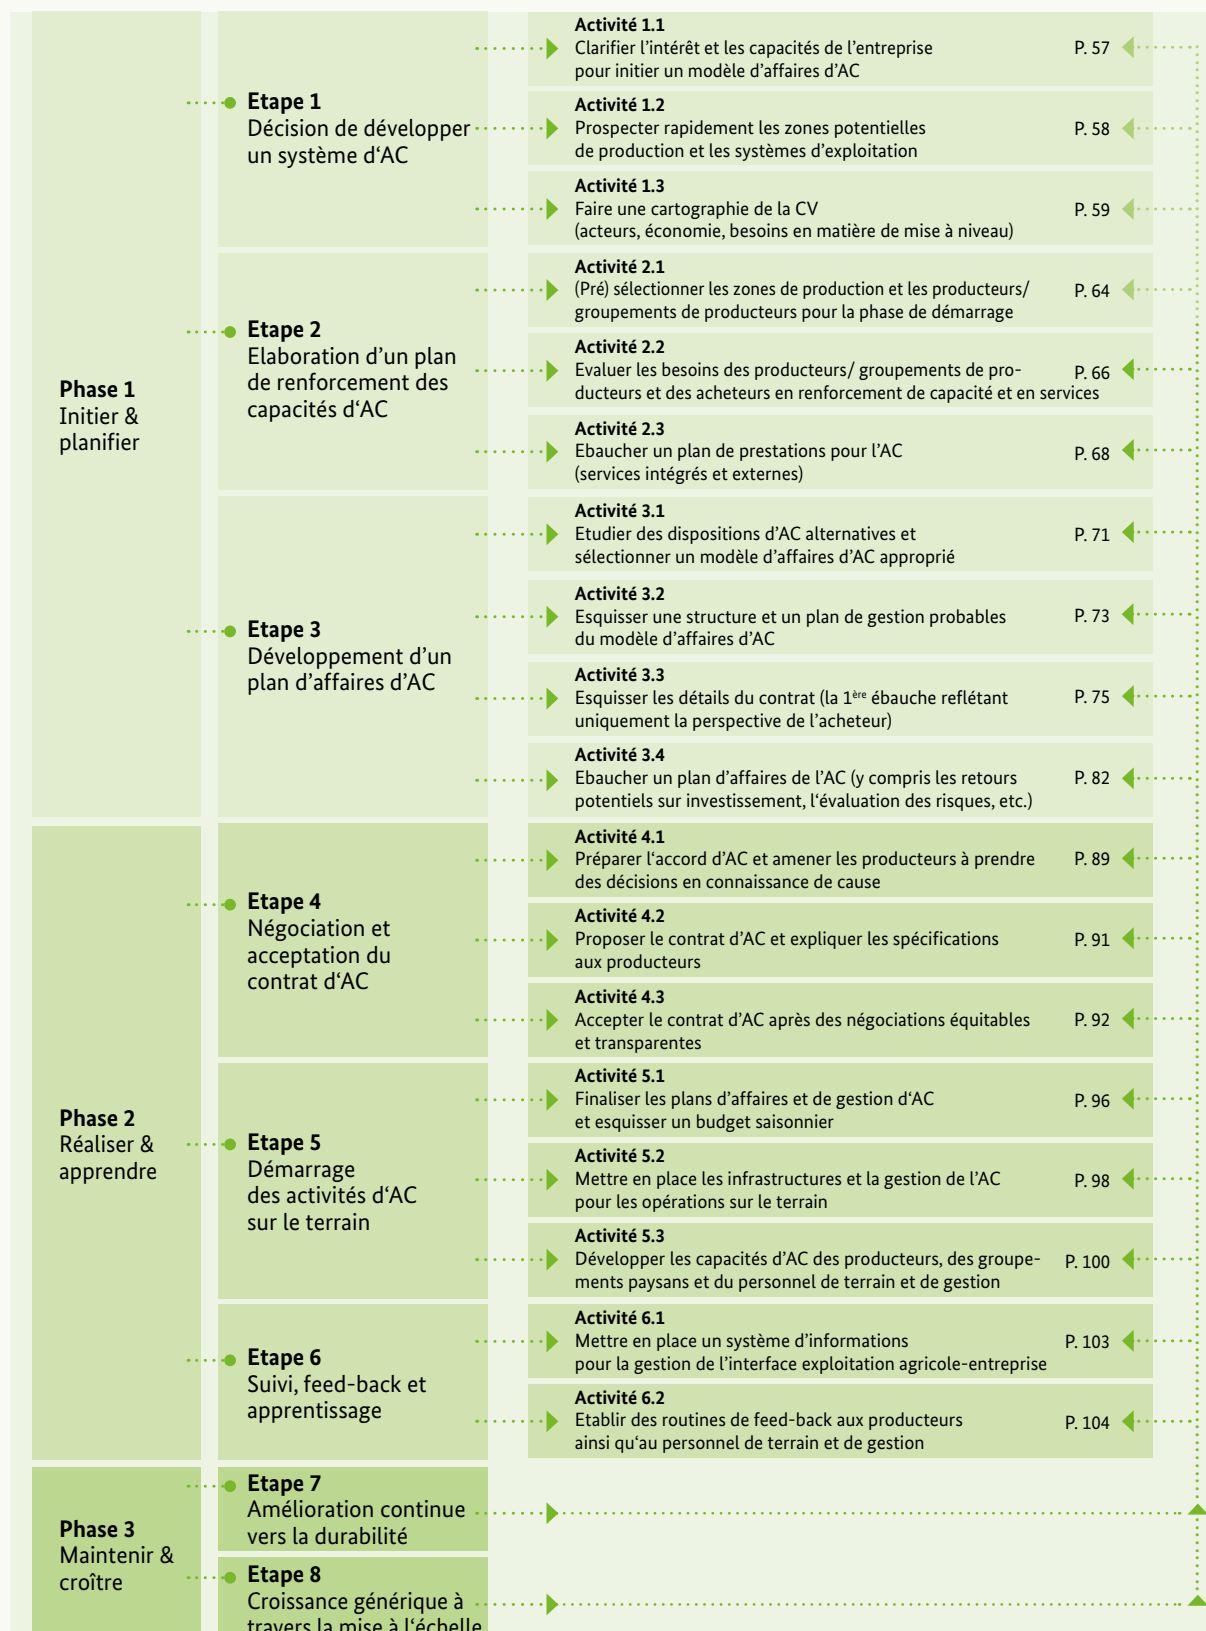 Phase 1
Initier &
planifier
Etape 1
Décision de développer
un système d‘AC
Activité 1.1
Clarifier l’intérêt et les capacités de l’entreprise
pour initier un modèle d’affaires d’AC
P. 57
Activité 1.2
Prospecter rapidement les zones potentielles
de production et les systèmes d’exploitation
P. 58
Activité 1.3
Faire une cartographie de la CV
(acteurs, économie, besoins en matière de mise à niveau)
P. 59
Etape 2
Elaboration d’un plan
de renforcement des
capacités d‘AC
Activité 2.1
(Pré) sélectionner les zones de production et les producteurs/
groupements de producteurs pour la phase de démarrage
P. 64
Activité 2.2
Evaluer les besoins des producteurs/ groupements de pro-
ducteurs et des acheteurs en renforcement de capacité et en services
P. 66
Activité 2.3
Ebaucher un plan de prestations pour l’AC
(services intégrés et externes)
P. 68
Etape 3
Développement d’un
plan d’affaires d’AC
Activité 3.1
Etudier des dispositions d’AC alternatives et
sélectionner un modèle d’affaires d’AC approprié
P. 71
Activité 3.2
Esquisser une structure et un plan de gestion probables
du modèle d’affaires d’AC
P. 73
Activité 3.3
Esquisser les détails du contrat (la 1ère ébauche reflétant
uniquement la perspective de l’acheteur)
P. 75
Activité 3.4
Ebaucher un plan d’affaires de l’AC (y compris les retours
potentiels sur investissement, l‘évaluation des risques, etc.)
P. 82
Phase 2
Réaliser &
apprendre
Etape 4
Négociation et
acceptation du
contrat d‘AC
Activité 4.1
Préparer l‘accord d’AC et amener les producteurs à prendre
des décisions en connaissance de cause
P. 89
Activité 4.2
Proposer le contrat d’AC et expliquer les spécifications
aux producteurs
P. 91
Activité 4.3
Accepter le contrat d’AC après des négociations équitables
et transparentes
P. 92
Etape 5
Démarrage
des activités d‘AC
sur le terrain
Activité 5.1
Finaliser les plans d’affaires et de gestion d‘AC
et esquisser un budget saisonnier
P. 96
Activité 5.2
Mettre en place les infrastructures et la gestion de l’AC
pour les opérations sur le terrain
P. 98
Activité 5.3
Développer les capacités d’AC des producteurs, des groupe-
ments paysans et du personnel de terrain et de gestion
P. 100
Etape 6
Suivi, feed-back et
apprentissage
Activité 6.1
Mettre en place un système d’informations
pour la gestion de l’interface exploitation agricole-entreprise
P. 103
Activité 6.2
Etablir des routines de feed-back aux producteurs
ainsi qu‘au personnel de terrain et de gestion
P. 104
Phase 3
Maintenir &
croître
Etape 7
Amélioration continue
vers la durabilité
Etape 8
Croissance générique à
travers la mise à l‘échelle